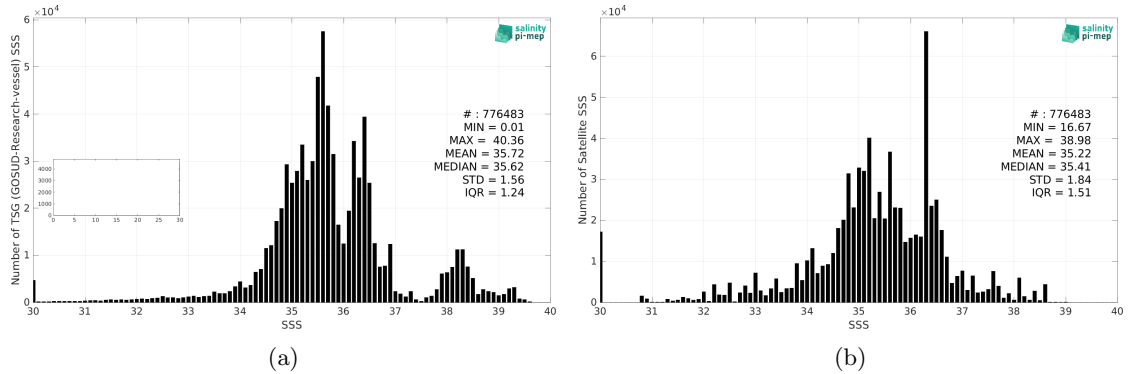 ×10⁴
6
5
4
3
2
1
0
Number of TSG (GOSUD-Research-vessel) SSS
salinity
pi-mep
# : 776483
MIN = 0.01
MAX = 40.36
MEAN = 35.72
MEDIAN = 35.62
STD = 1.56
IQR = 1.24
4000
3000
2000
1000
0
0 5 10 15 20 25 30
30 31 32 33 34 35 36 37 38 39 40
SSS
(a)
×10⁴
6
4
2
0
Number of Satellite SSS
salinity
pi-mep
# : 776483
MIN = 16.67
MAX = 38.98
MEAN = 35.22
MEDIAN = 35.41
STD = 1.84
IQR = 1.51
30 31 32 33 34 35 36 37 38 39 40
SSS
(b)